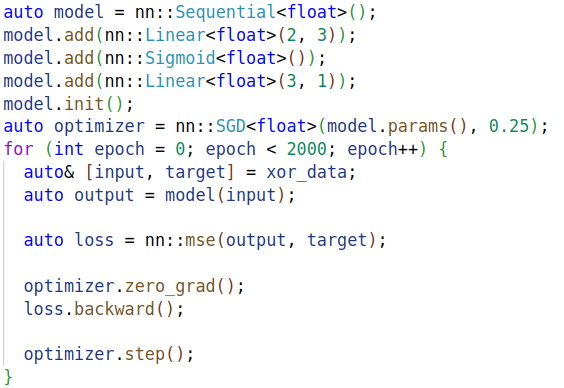 auto model = nn::Sequential<float>();
model.add(nn::Linear<float>(2, 3));
model.add(nn::Sigmoid<float>());
model.add(nn::Linear<float>(3, 1));
model.init();
auto optimizer = nn::SGD<float>(model.params(), 0.25);
for (int epoch = 0; epoch < 2000; epoch++) {
  auto& [input, target] = xor_data;
  auto output = model(input);

  auto loss = nn::mse(output, target);

  optimizer.zero_grad();
  loss.backward();

  optimizer.step();
}